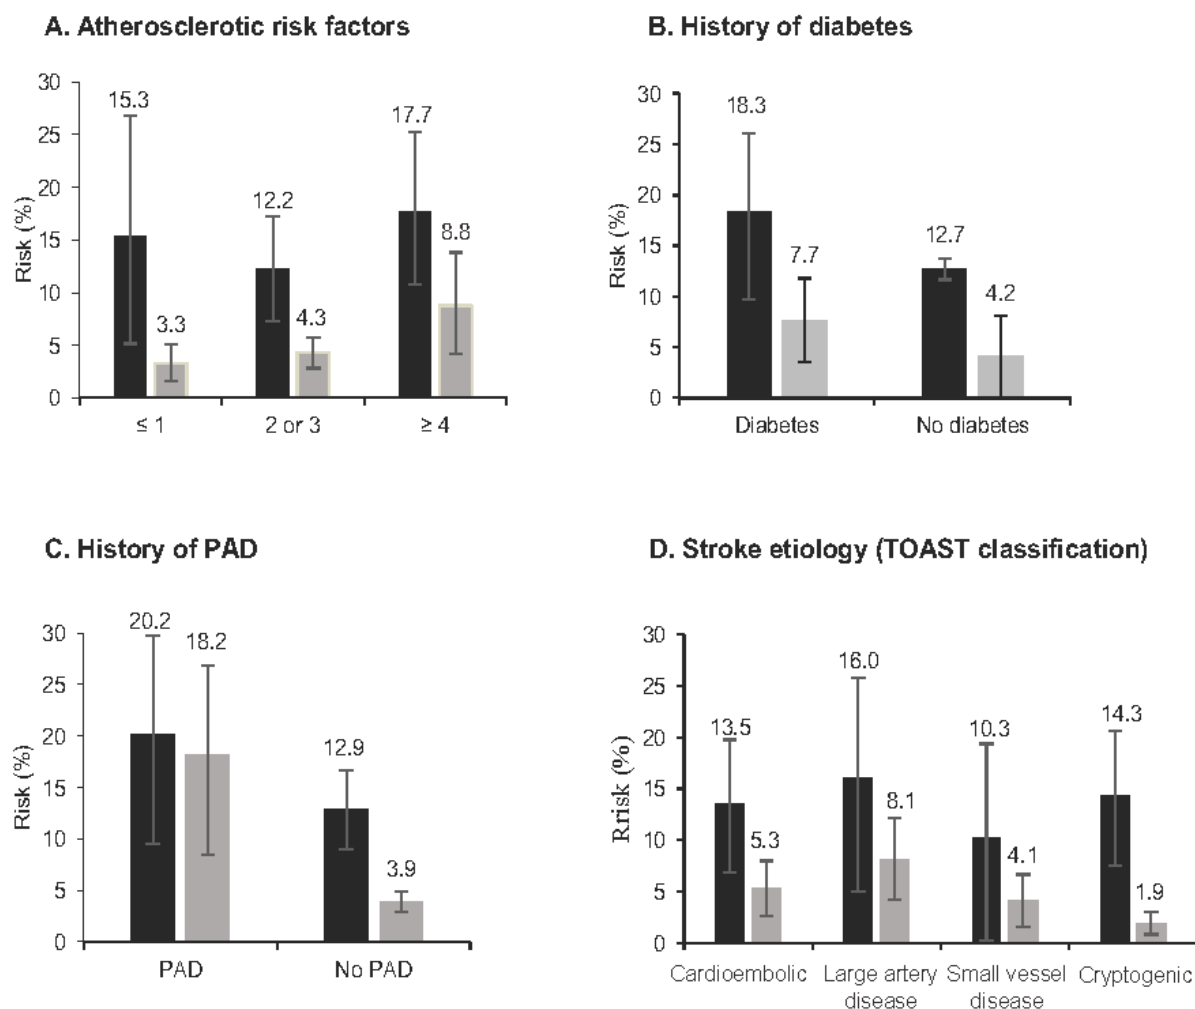 A. Atherosclerotic risk factors
Risk (%)
30
25
20
15
10
5
0
15.3
3.3
12.2
4.3
17.7
8.8
≤ 1
2 or 3
≥ 4
B. History of diabetes
Risk (%)
30
25
20
15
10
5
0
18.3
7.7
12.7
4.2
Diabetes
No diabetes
C. History of PAD
Risk (%)
30
25
20
15
10
5
0
20.2
18.2
12.9
3.9
PAD
No PAD
D. Stroke etiology (TOAST classification)
Rrisk (%)
30
25
20
15
10
5
0
13.5
5.3
16.0
8.1
10.3
4.1
14.3
1.9
Cardioembolic
Large artery
disease
Small vessel
disease
Cryptogenic